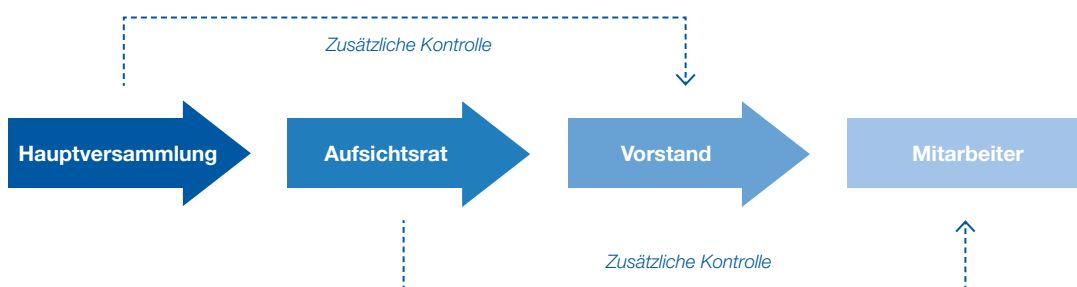 Zusätzliche Kontrolle
Hauptversammlung
Aufsichtsrat
Vorstand
Mitarbeiter
Zusätzliche Kontrolle